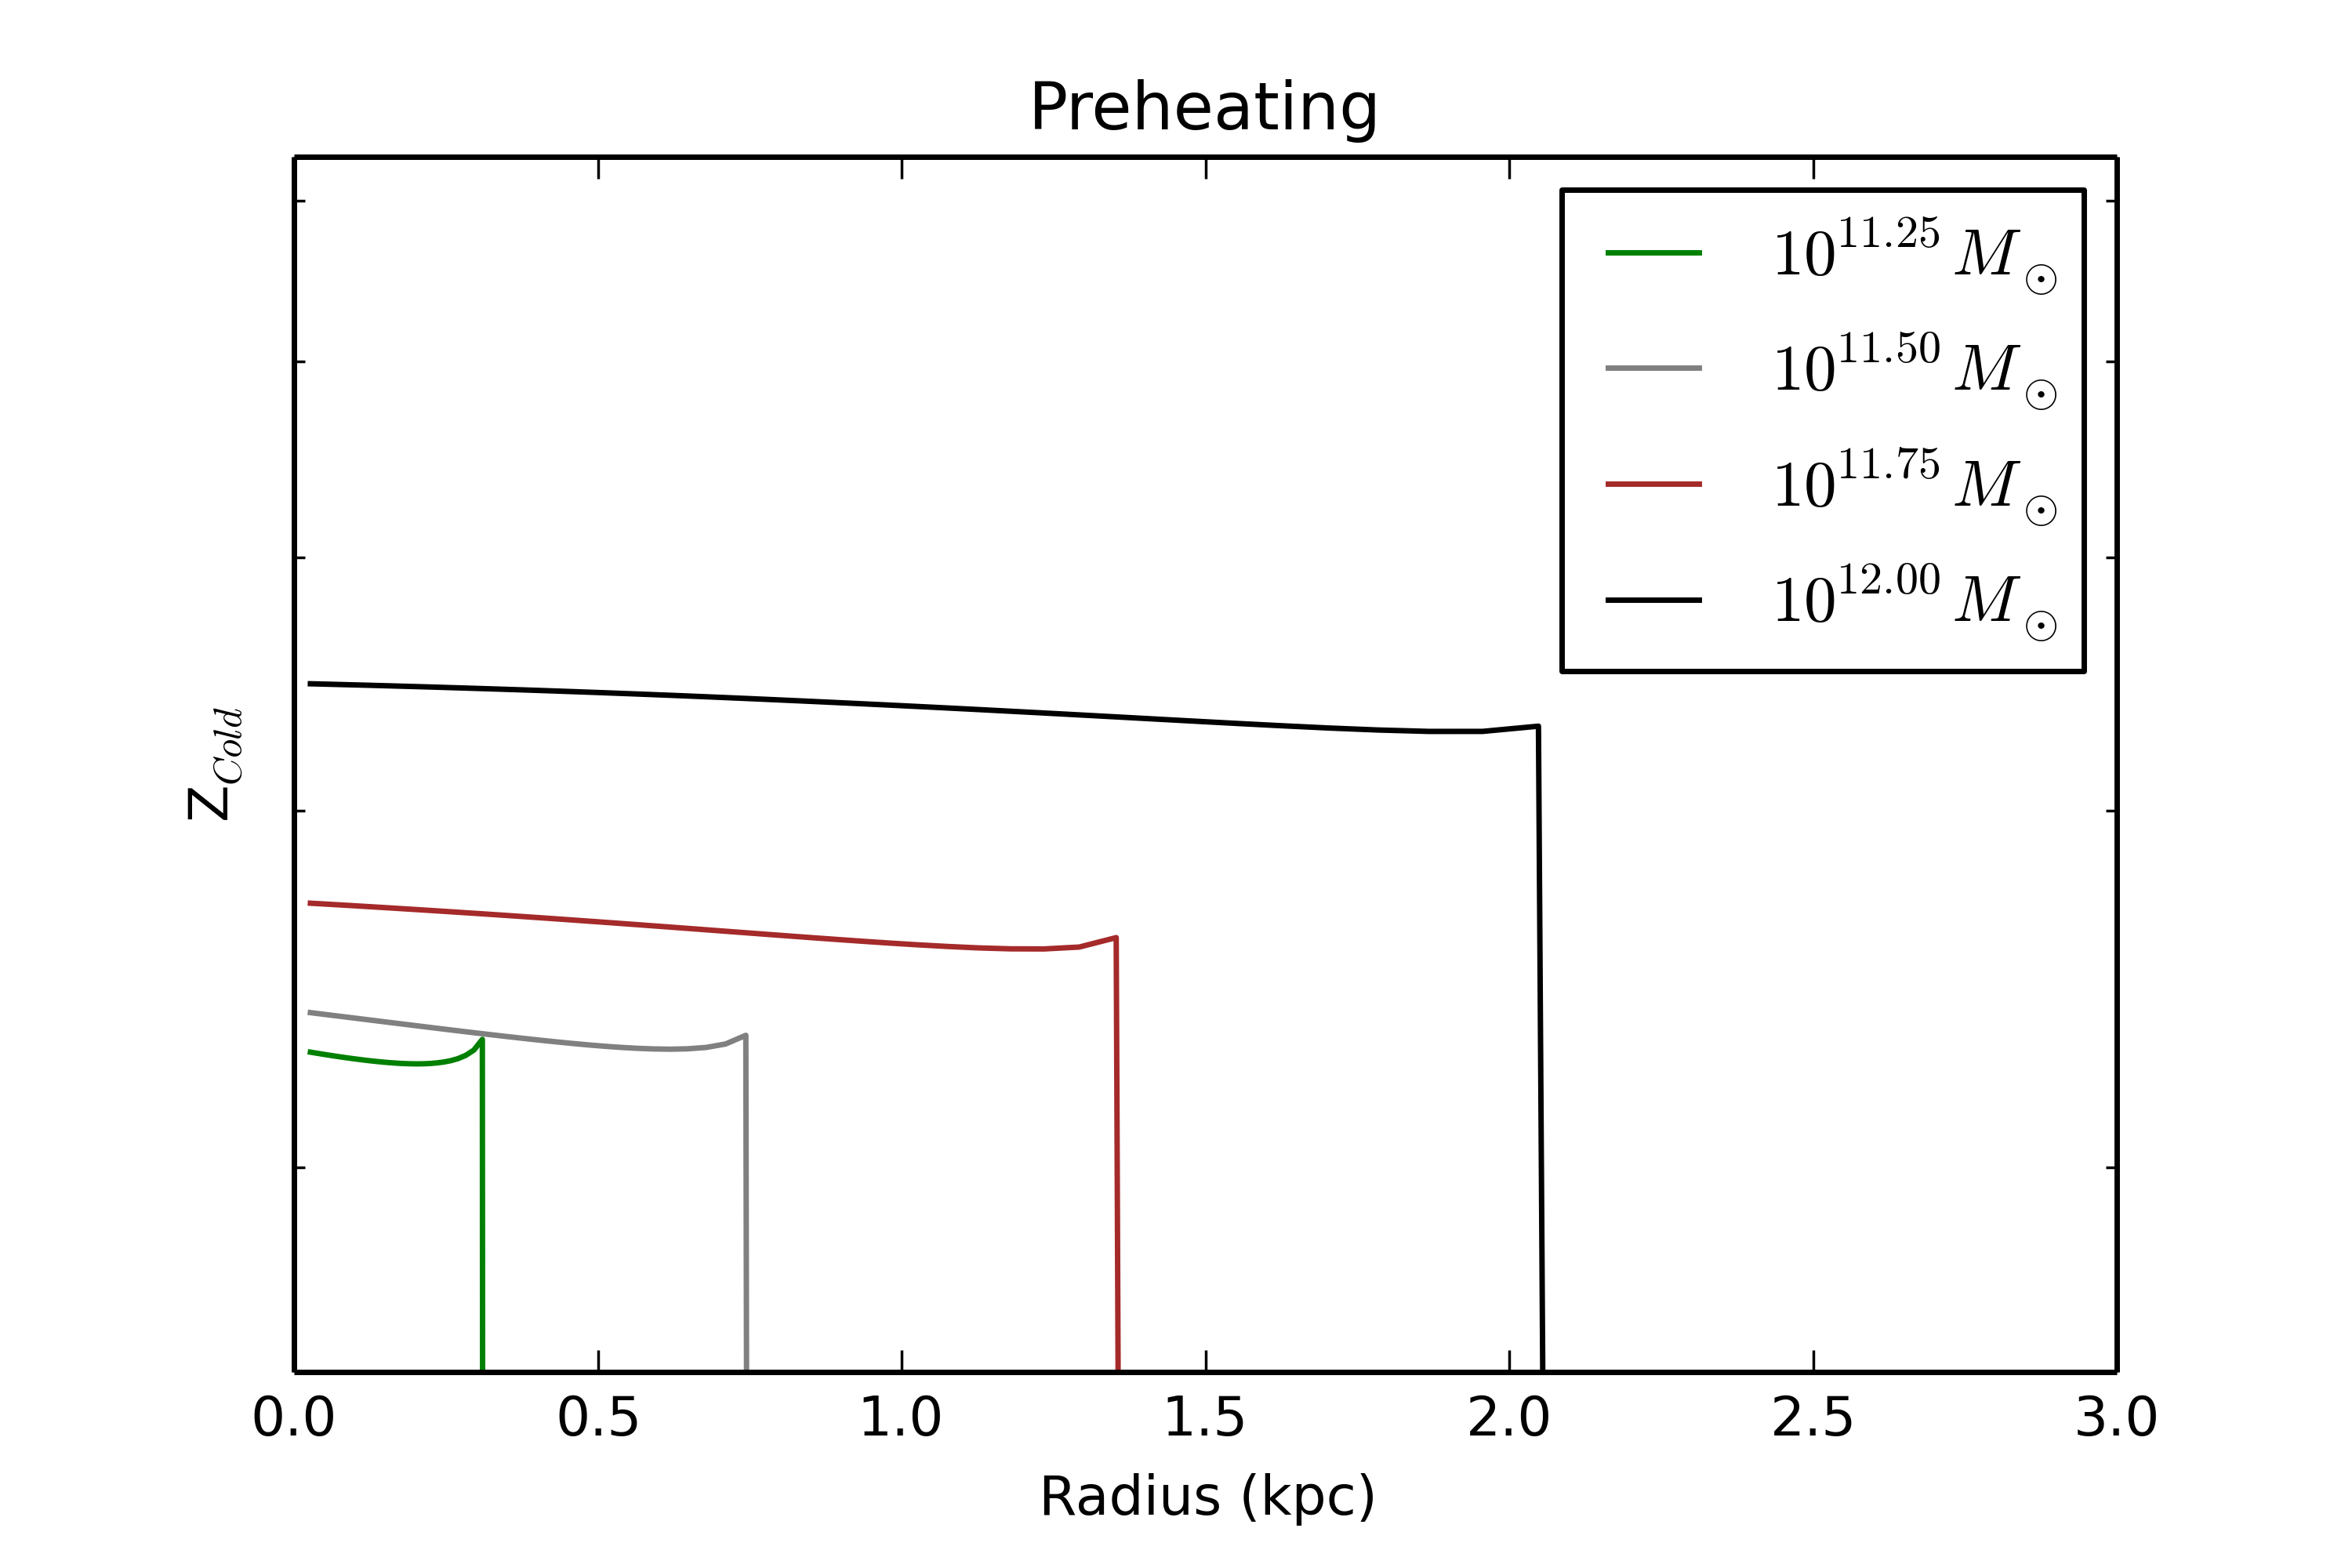 Preheating
10^{11.25} M_⊙
10^{11.50} M_⊙
10^{11.75} M_⊙
10^{12.00} M_⊙
Z_{Cold}
0.0 0.5 1.0 1.5 2.0 2.5 3.0
Radius (kpc)